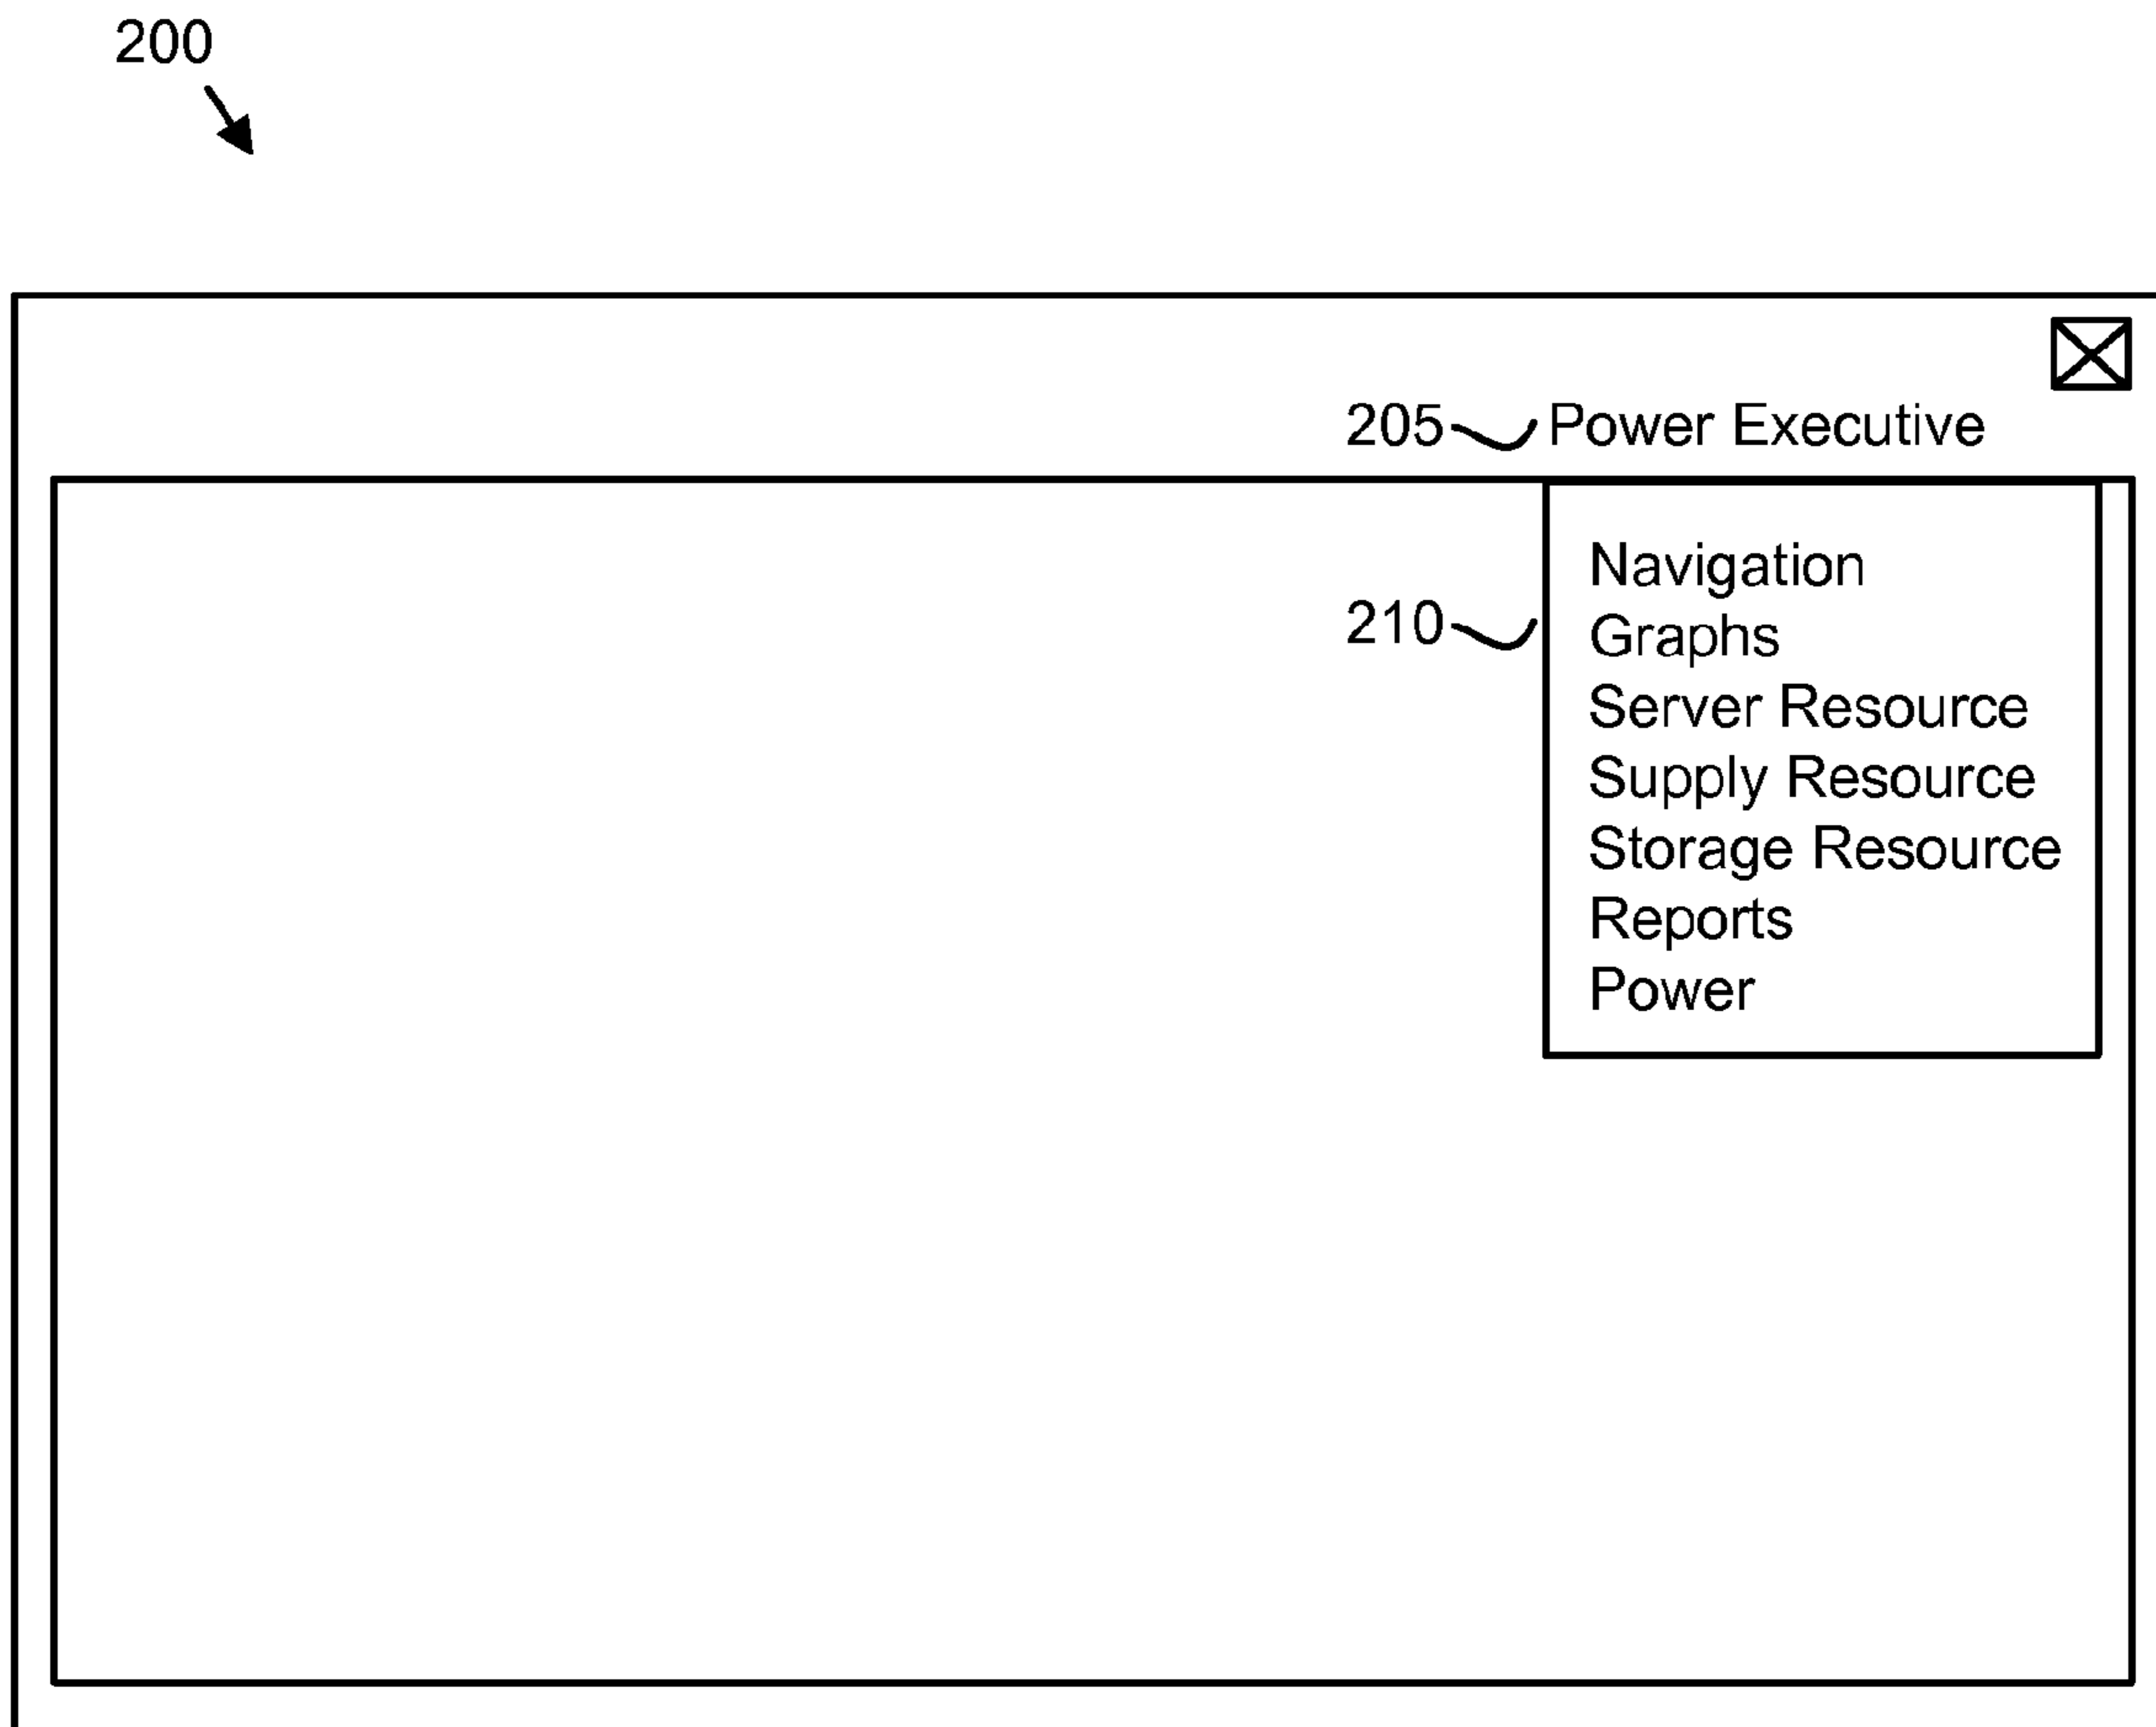 200
205 Power Executive
Navigation
210
Graphs
Server Resource
Supply Resource
Storage Resource
Reports
Power